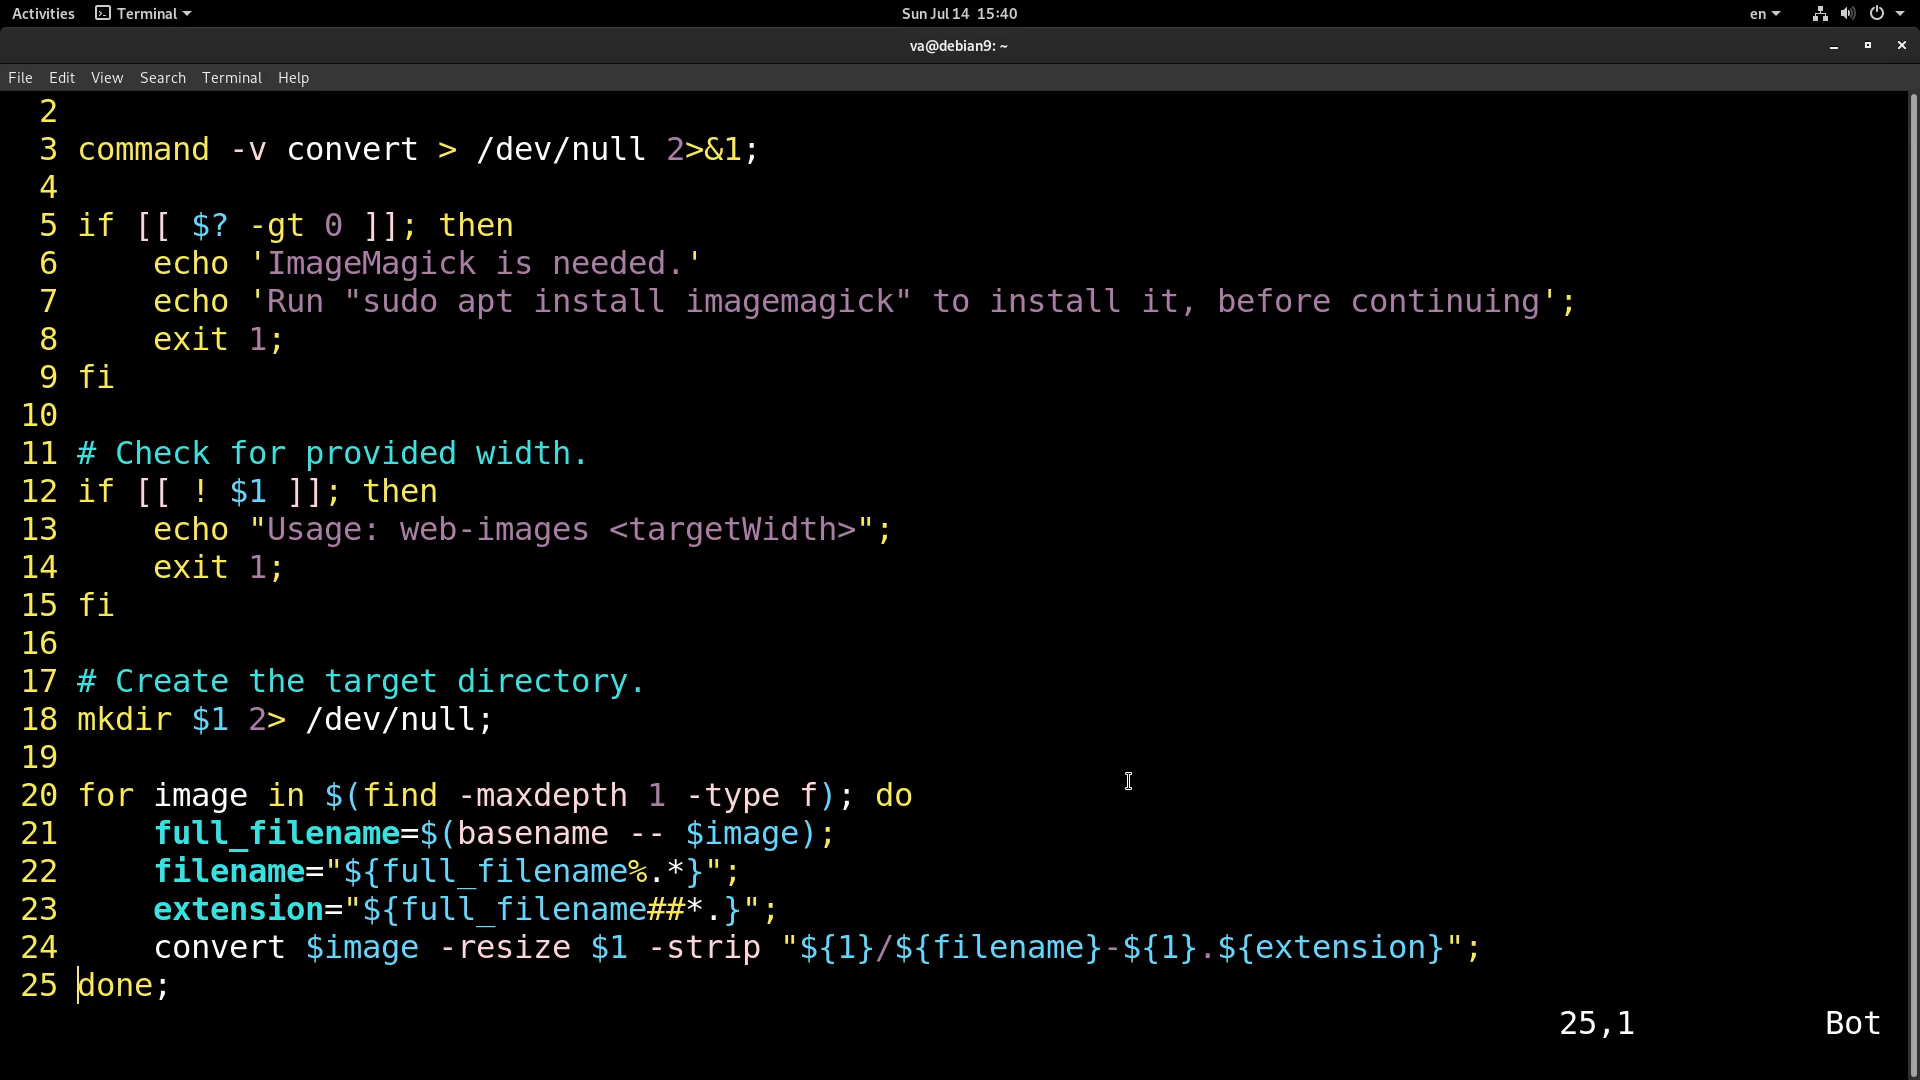 Activities Terminal Sun Jul 14 15:40 en
va@debian9: ~
File Edit View Search Terminal Help
2
3 command -v convert > /dev/null 2>&1;
4
5 if [[ $? -gt 0 ]]; then
6     echo 'ImageMagick is needed.'
7     echo 'Run "sudo apt install imagemagick" to install it, before continuing';
8     exit 1;
9 fi
10
11 # Check for provided width.
12 if [[ ! $1 ]]; then
13     echo "Usage: web-images <targetWidth>";
14     exit 1;
15 fi
16
17 # Create the target directory.
18 mkdir $1 2> /dev/null;
19
20 for image in $(find -maxdepth 1 -type f); do
21     full_filename=$(basename -- $image);
22     filename="${full_filename%.*}";
23     extension="${full_filename##*.}";
24     convert $image -resize $1 -strip "${1}/${filename}-${1}.${extension}";
25 done;
25,1 Bot